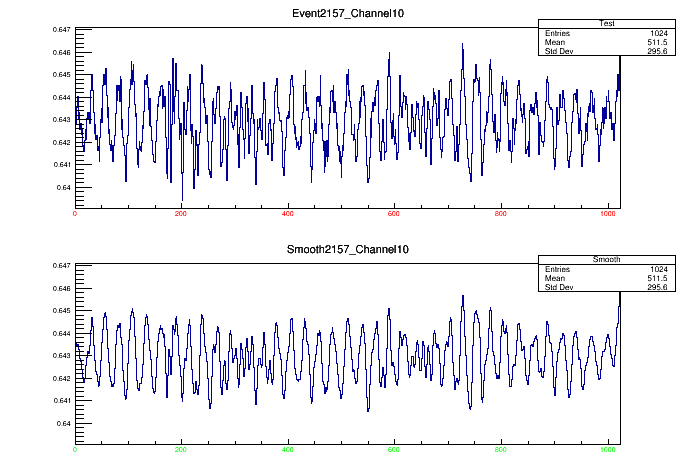 Event2157_Channel10
Test
Entries 1024
Mean 511.5
Std Dev 295.6
0.647
0.646
0.645
0.644
0.643
0.642
0.641
0.64
0 200 400 600 800 1000
Smooth2157_Channel10
Smooth
Entries 1024
Mean 511.5
Std Dev 295.6
0.647
0.646
0.645
0.644
0.643
0.642
0.641
0.64
0 200 400 600 800 1000